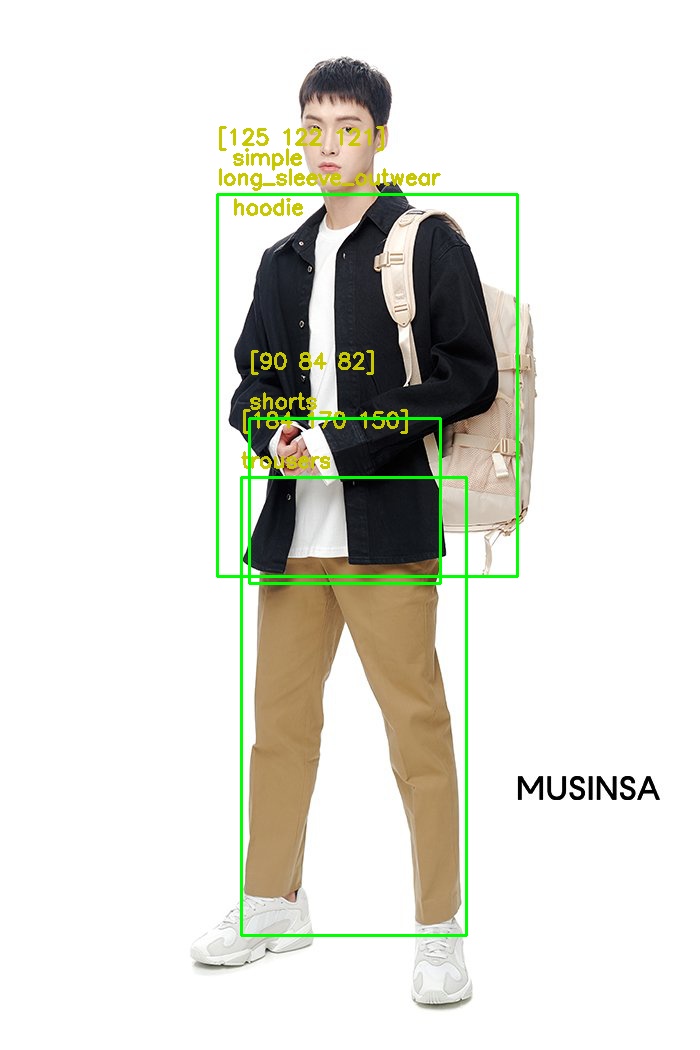 [125 122 121]
simple
long_sleeve_outwear
hoodie
[90 84 82]
shorts
[184 170 150]
trousers
MUSINSA